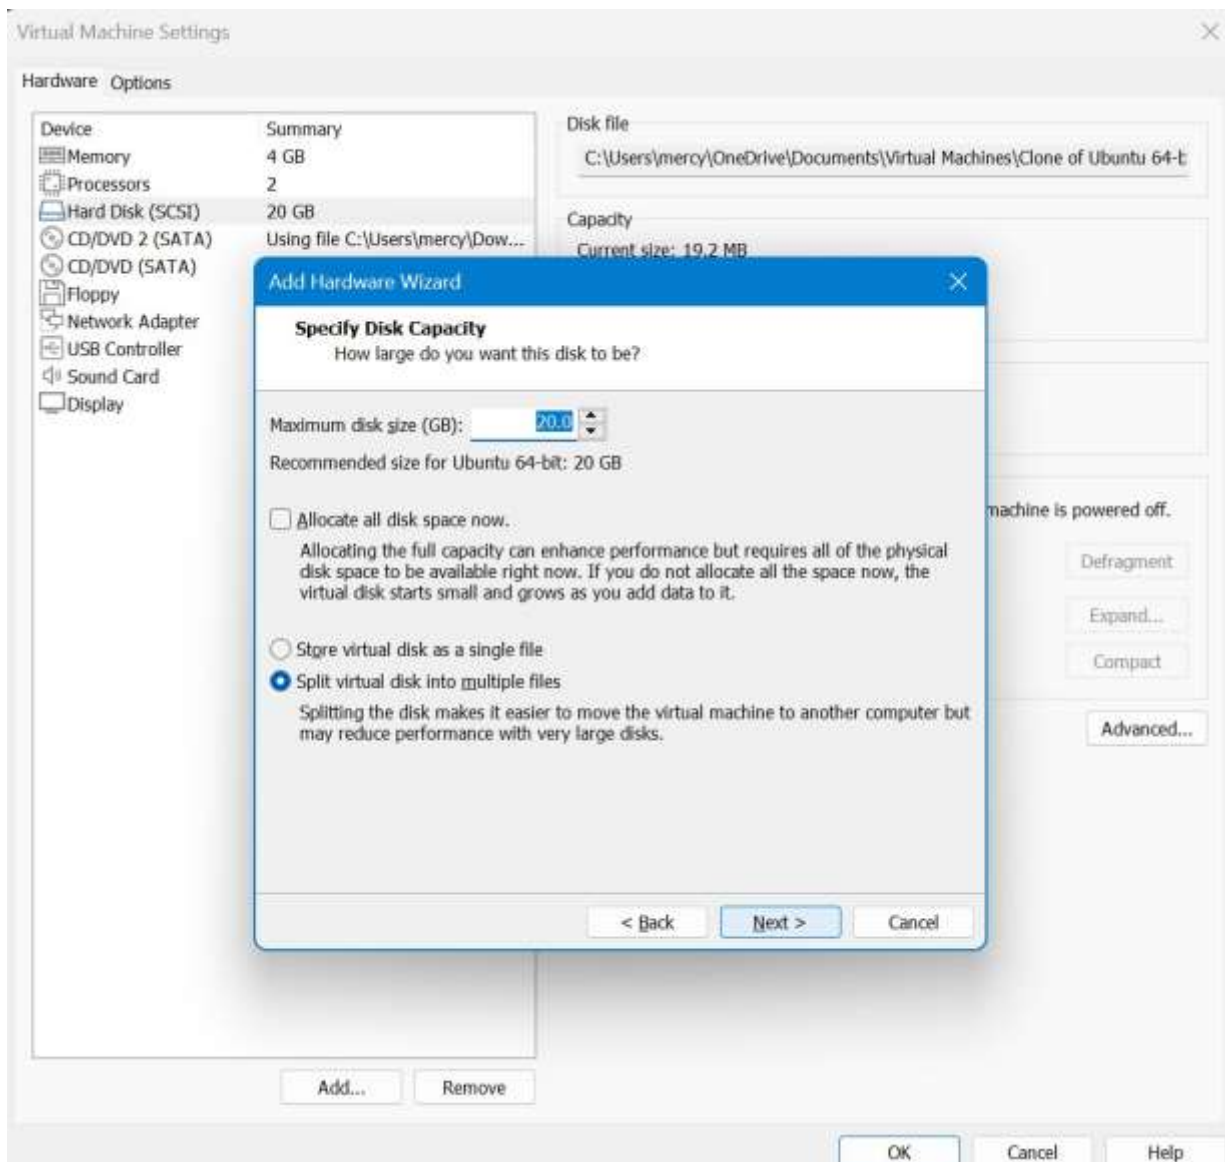 Virtual Machine Settings
Hardware Options
Device Summary
Memory 4 GB
Processors 2
Hard Disk (SCSI) 20 GB
CD/DVD 2 (SATA) Using file C:\Users\mercy\Dow...
CD/DVD (SATA)
Floppy
Network Adapter
USB Controller
Sound Card
Display
Disk file
C:\Users\mercy\OneDrive\Documents\Virtual Machines\Clone of Ubuntu 64-b
Capacity
Current size: 19.2 MB
Add Hardware Wizard
Specify Disk Capacity
How large do you want this disk to be?
Maximum disk size (GB): 20.0
Recommended size for Ubuntu 64-bit: 20 GB
Allocate all disk space now.
Allocating the full capacity can enhance performance but requires all of the physical
disk space to be available right now. If you do not allocate all the space now, the
virtual disk starts small and grows as you add data to it.
Store virtual disk as a single file
Split virtual disk into multiple files
Splitting the disk makes it easier to move the virtual machine to another computer but
may reduce performance with very large disks.
< Back Next > Cancel
machine is powered off.
Defragment
Expand...
Compact
Advanced...
Add... Remove
OK Cancel Help